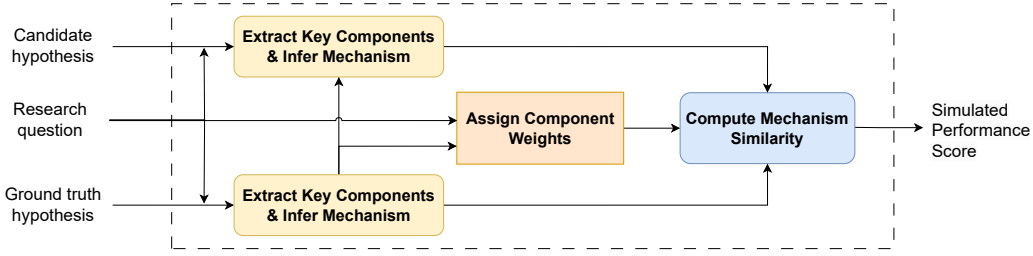 Candidate
hypothesis
Extract Key Components
& Infer Mechanism
Research
question
Assign Component
Weights
Compute Mechanism
Similarity
Simulated
Performance
Score
Ground truth
hypothesis
Extract Key Components
& Infer Mechanism